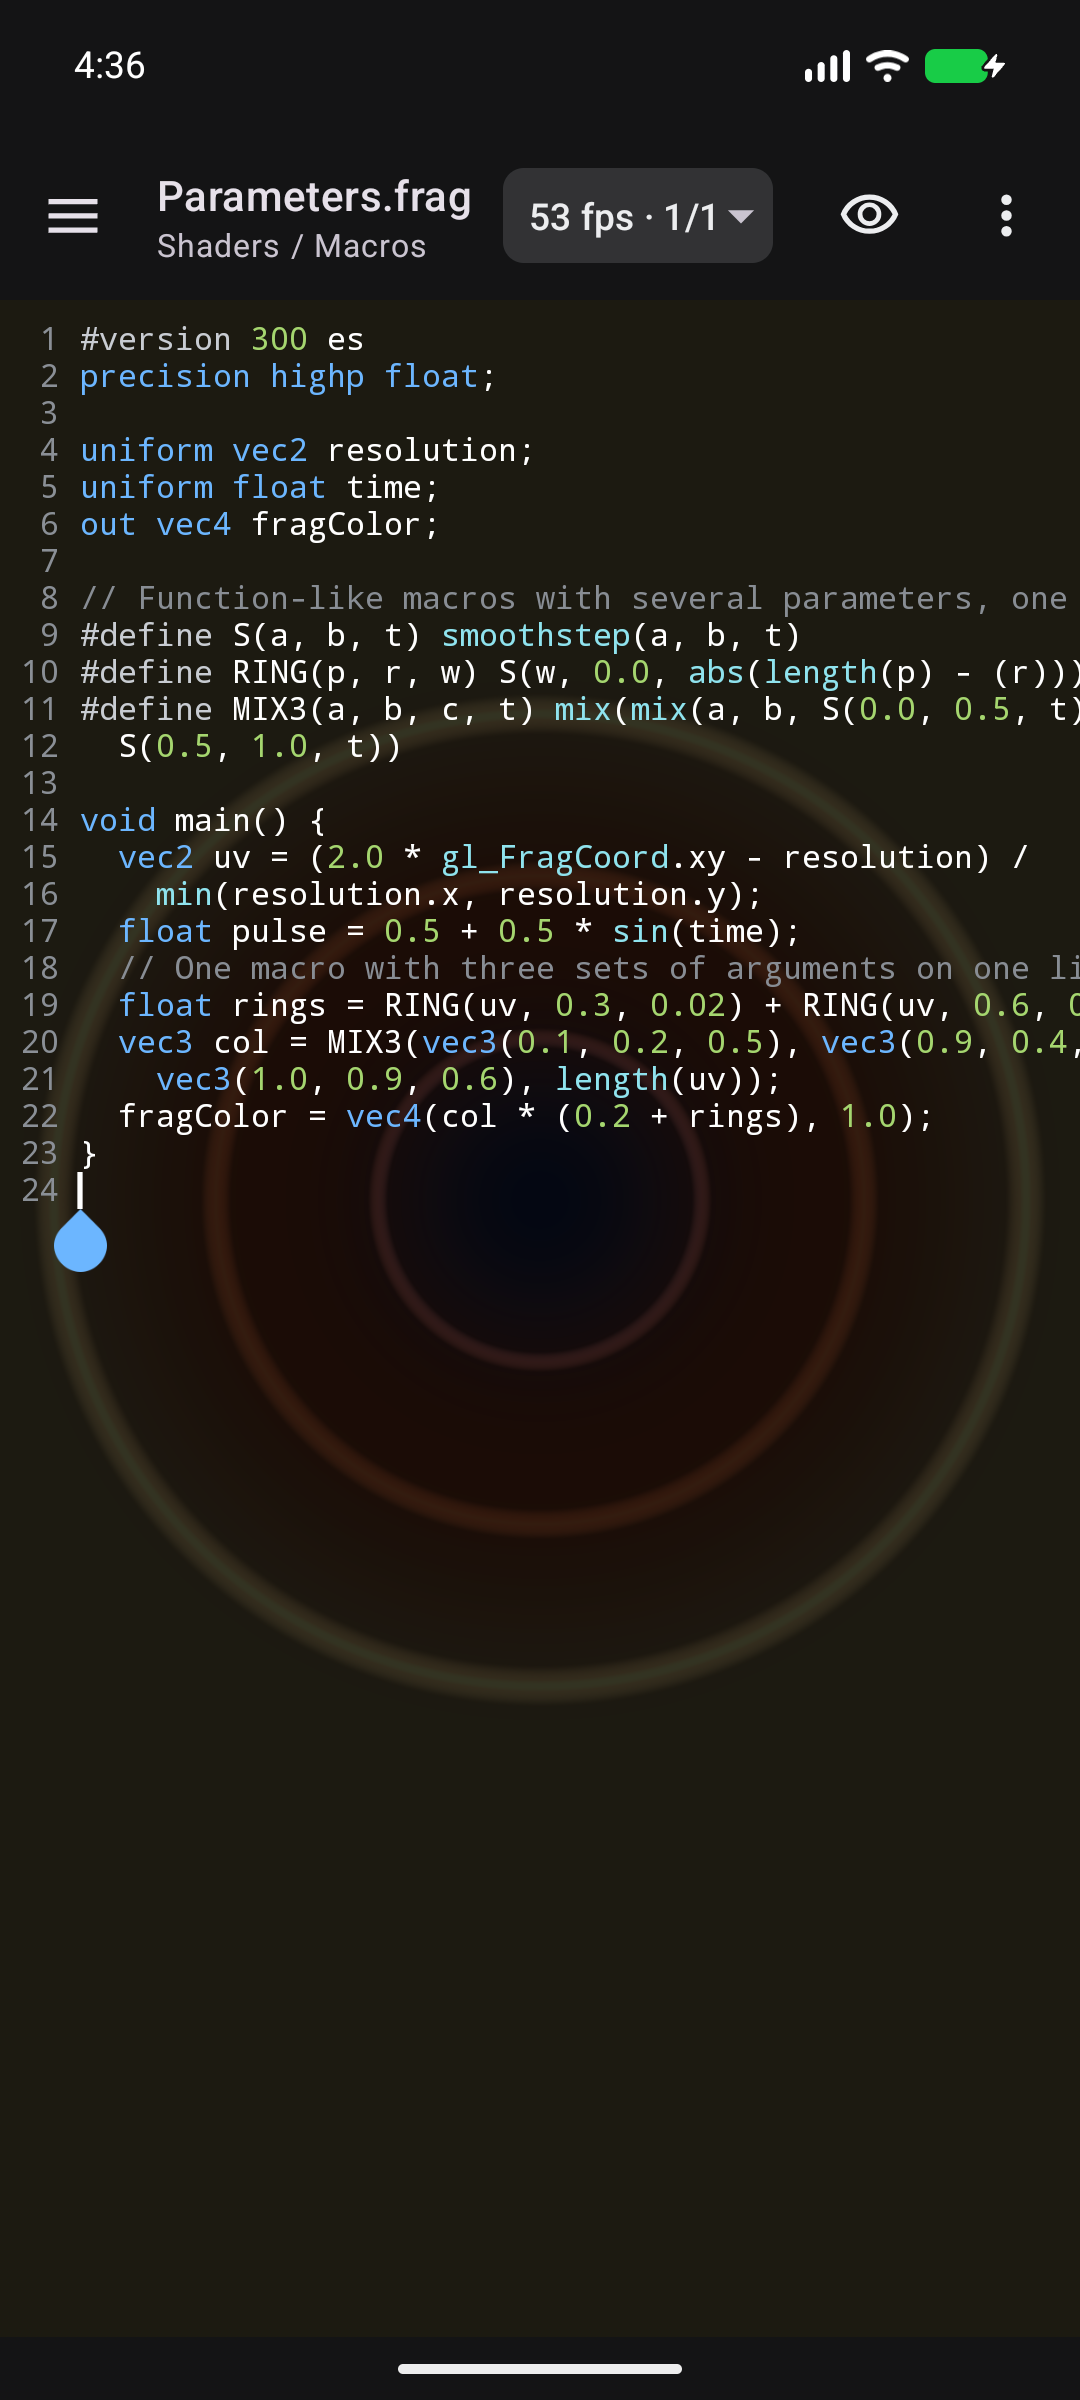 4:36
Parameters.frag
Shaders / Macros
53 fps · 1/1
1 #version 300 es
2 precision highp float;
3
4 uniform vec2 resolution;
5 uniform float time;
6 out vec4 fragColor;
7
8 // Function-like macros with several parameters, one
9 #define S(a, b, t) smoothstep(a, b, t)
10 #define RING(p, r, w) S(w, 0.0, abs(length(p) - (r)))
11 #define MIX3(a, b, c, t) mix(mix(a, b, S(0.0, 0.5, t)
12   S(0.5, 1.0, t))
13
14 void main() {
15   vec2 uv = (2.0 * gl_FragCoord.xy - resolution) /
16     min(resolution.x, resolution.y);
17   float pulse = 0.5 + 0.5 * sin(time);
18   // One macro with three sets of arguments on one li
19   float rings = RING(uv, 0.3, 0.02) + RING(uv, 0.6, 0
20   vec3 col = MIX3(vec3(0.1, 0.2, 0.5), vec3(0.9, 0.4,
21     vec3(1.0, 0.9, 0.6), length(uv));
22   fragColor = vec4(col * (0.2 + rings), 1.0);
23 }
24